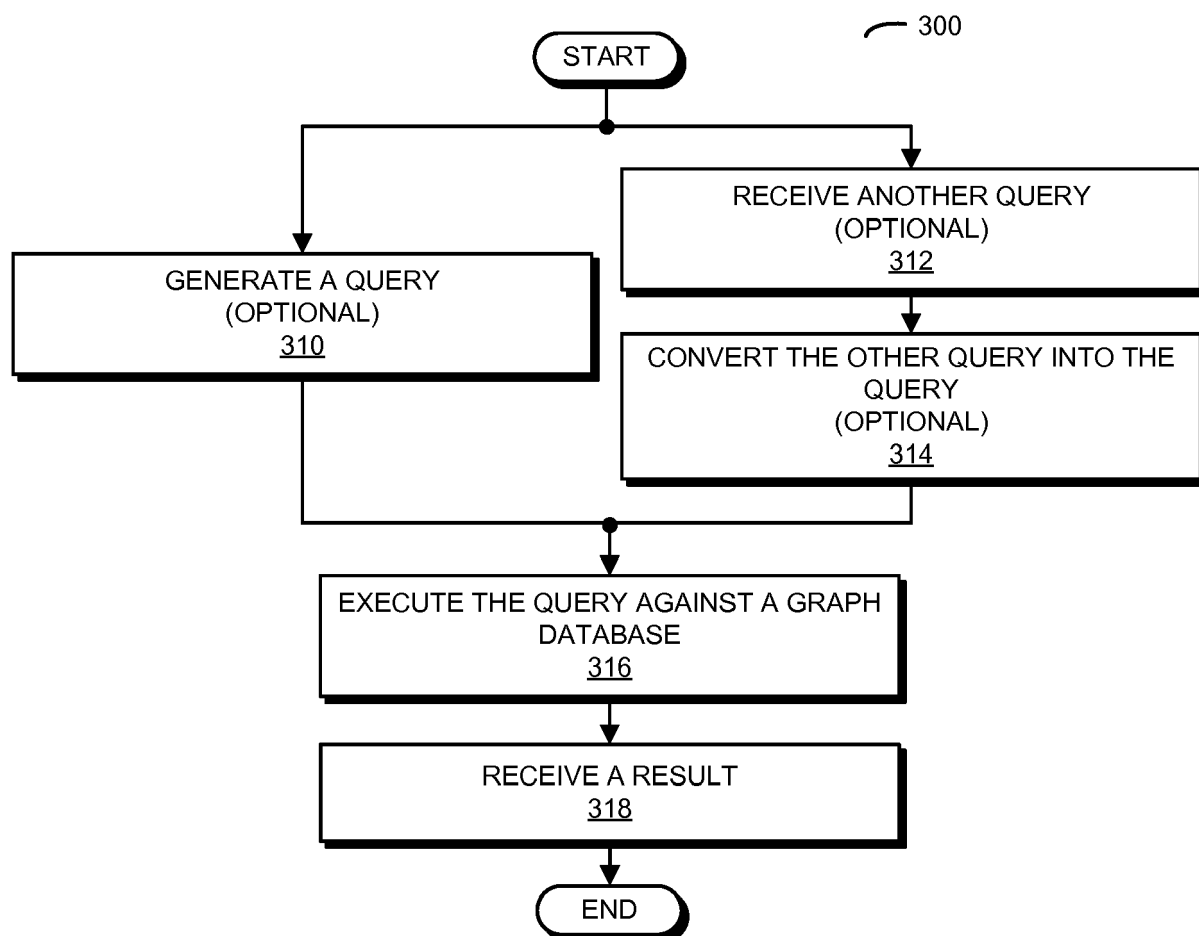 300
START
RECEIVE ANOTHER QUERY
(OPTIONAL)
312
GENERATE A QUERY
(OPTIONAL)
310
CONVERT THE OTHER QUERY INTO THE
QUERY
(OPTIONAL)
314
EXECUTE THE QUERY AGAINST A GRAPH
DATABASE
316
RECEIVE A RESULT
318
END